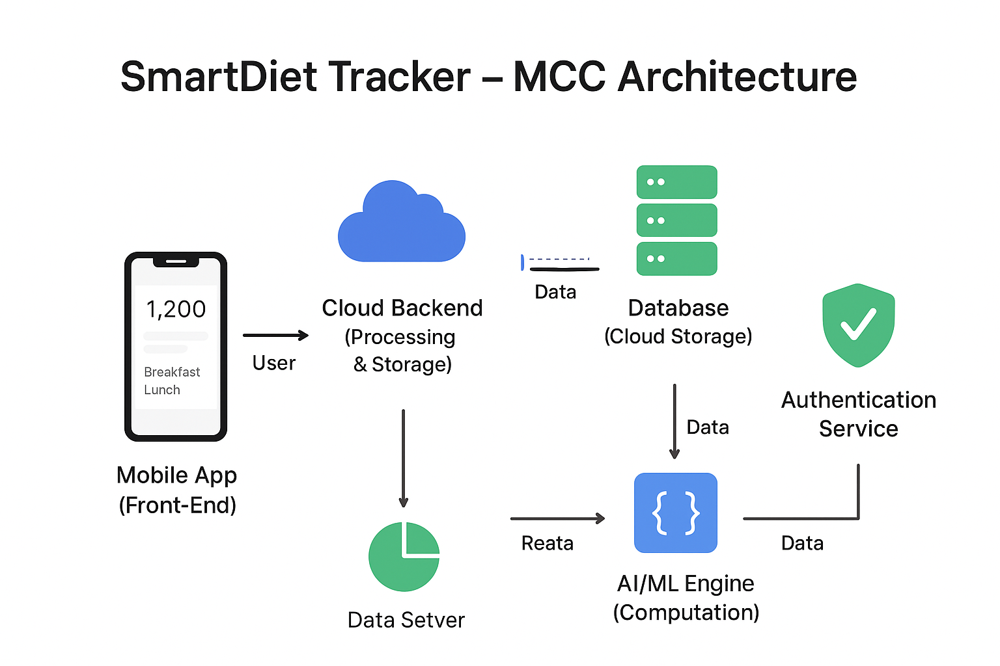 SmartDiet Tracker – MCC Architecture
1,200
Breakfast
Lunch
Mobile App
(Front-End)
User
Cloud Backend
(Processing
& Storage)
Data
Database
(Cloud Storage)
Authentication
Service
Data
Data Setver
Reata
AI/ML Engine
(Computation)
Data